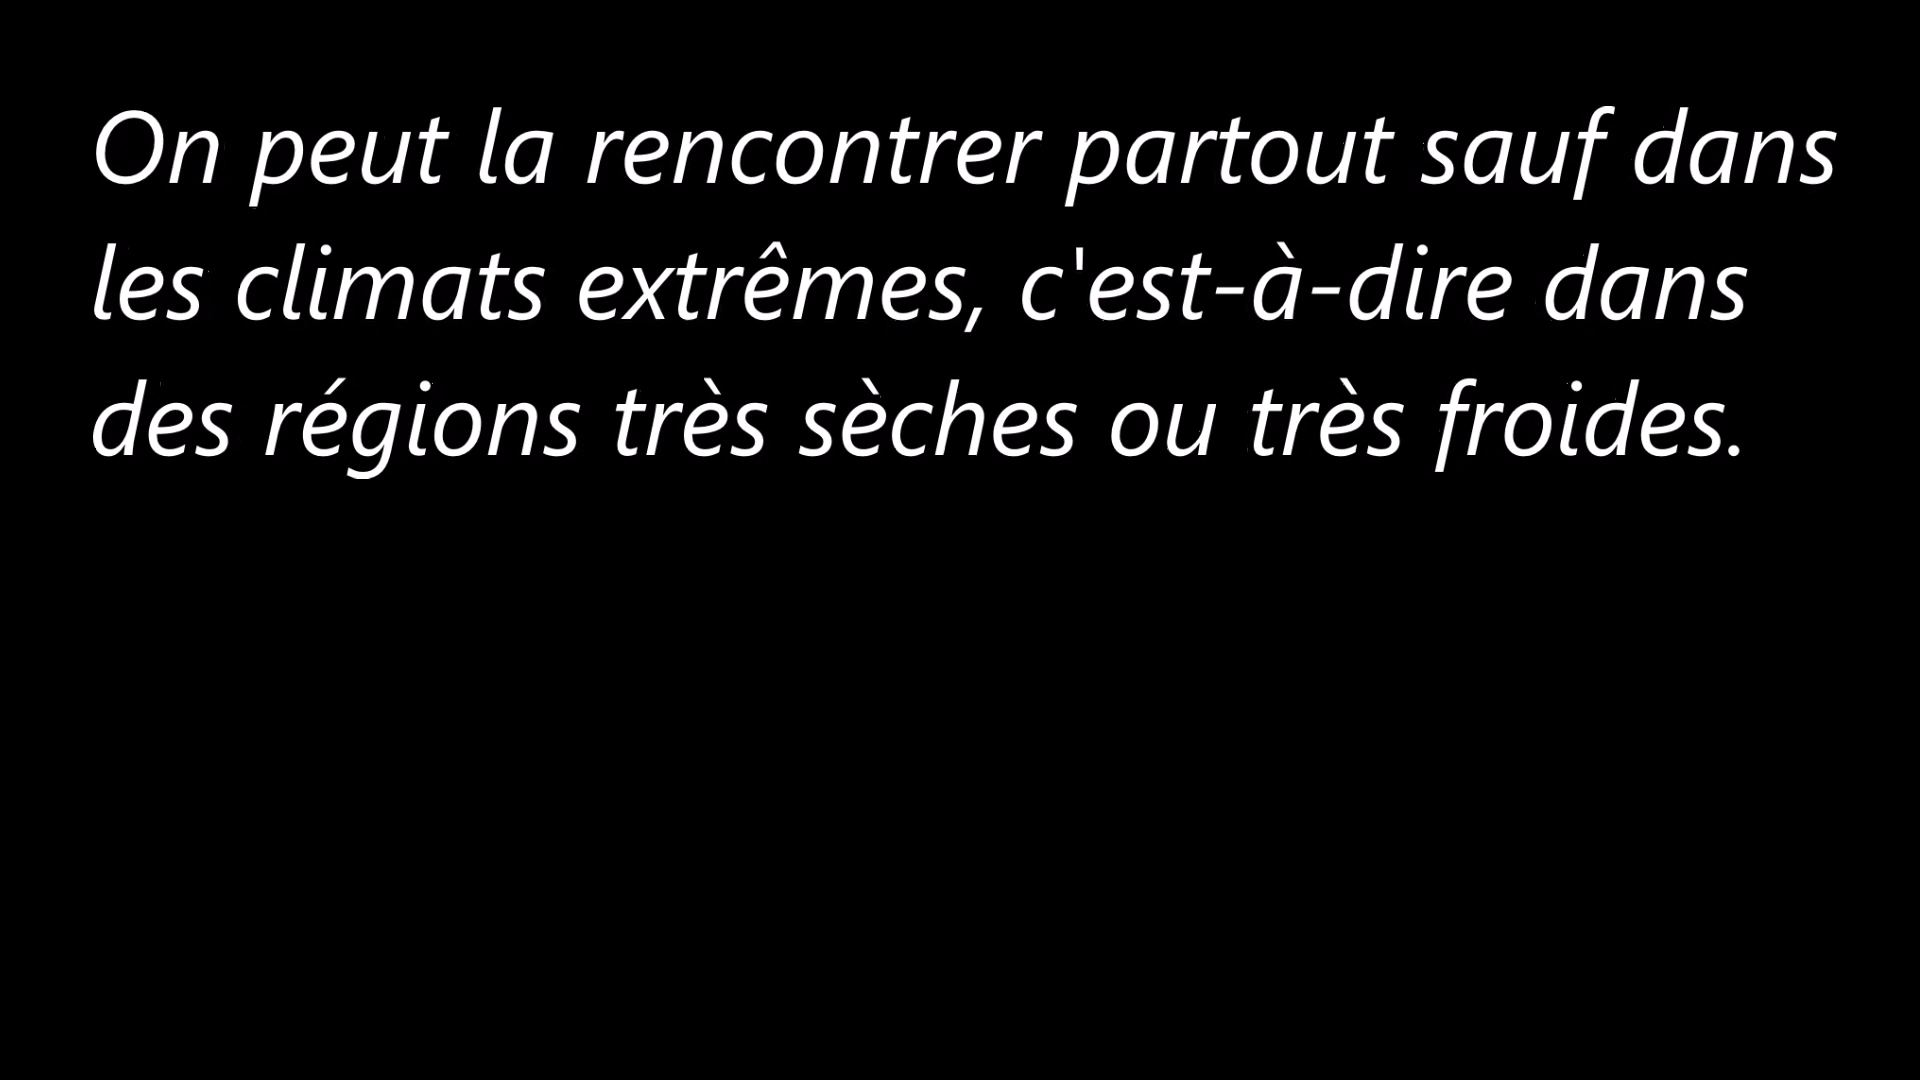 On peut la rencontrer partout sauf dans
les climats extrêmes, c'est-à-dire dans
des régions très sèches ou très froides.